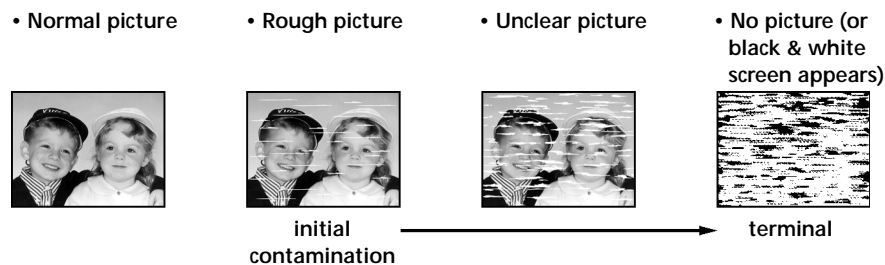 • Normal picture
• Rough picture
• Unclear picture
• No picture (or
black & white
screen appears)
initial
contamination
terminal